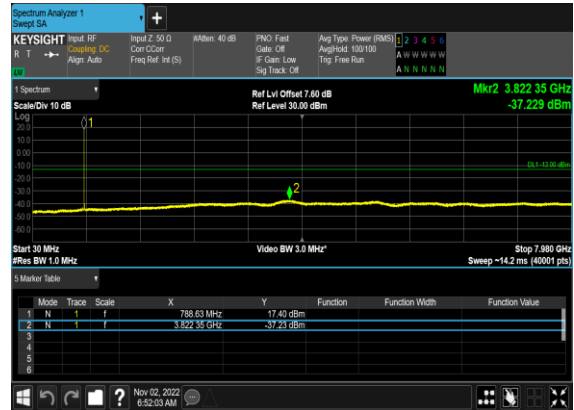 Spectrum Analyzer 1
Swept SA
+
KEYSIGHT Input: RF Input Z: 50 Ω #Atten: 40 dB PNO: Fast Avg Type: Power (RMS) 1 2 3 4 5 6
R T Coupling: DC Corr CCorr Gate: Off Avg|Hold: 100/100 A W W W W W
Align: Auto Freq Ref: Int (S) IF Gain: Low Trig: Free Run
LW Sig Track: Off A N N N N N
1 Spectrum Ref Lvl Offset 7.60 dB Mkr2 3.822 35 GHz
Scale/Div 10 dB Ref Level 30.00 dBm -37.229 dBm
Log
1
20.0
10.0
0.00
-10.0
DL1 -13.00 dBm
-20.0
-30.0
2
-40.0
-50.0
-60.0
Start 30 MHz Video BW 3.0 MHz* Stop 7.980 GHz
#Res BW 1.0 MHz Sweep ~14.2 ms (40001 pts)
5 Marker Table
Mode Trace Scale X Y Function Function Width Function Value
1 N 1 f 788.63 MHz 17.40 dBm
2 N 1 f 3.822 35 GHz -37.23 dBm
3
4
5
6
? Nov 02, 2022
6:52:03 AM